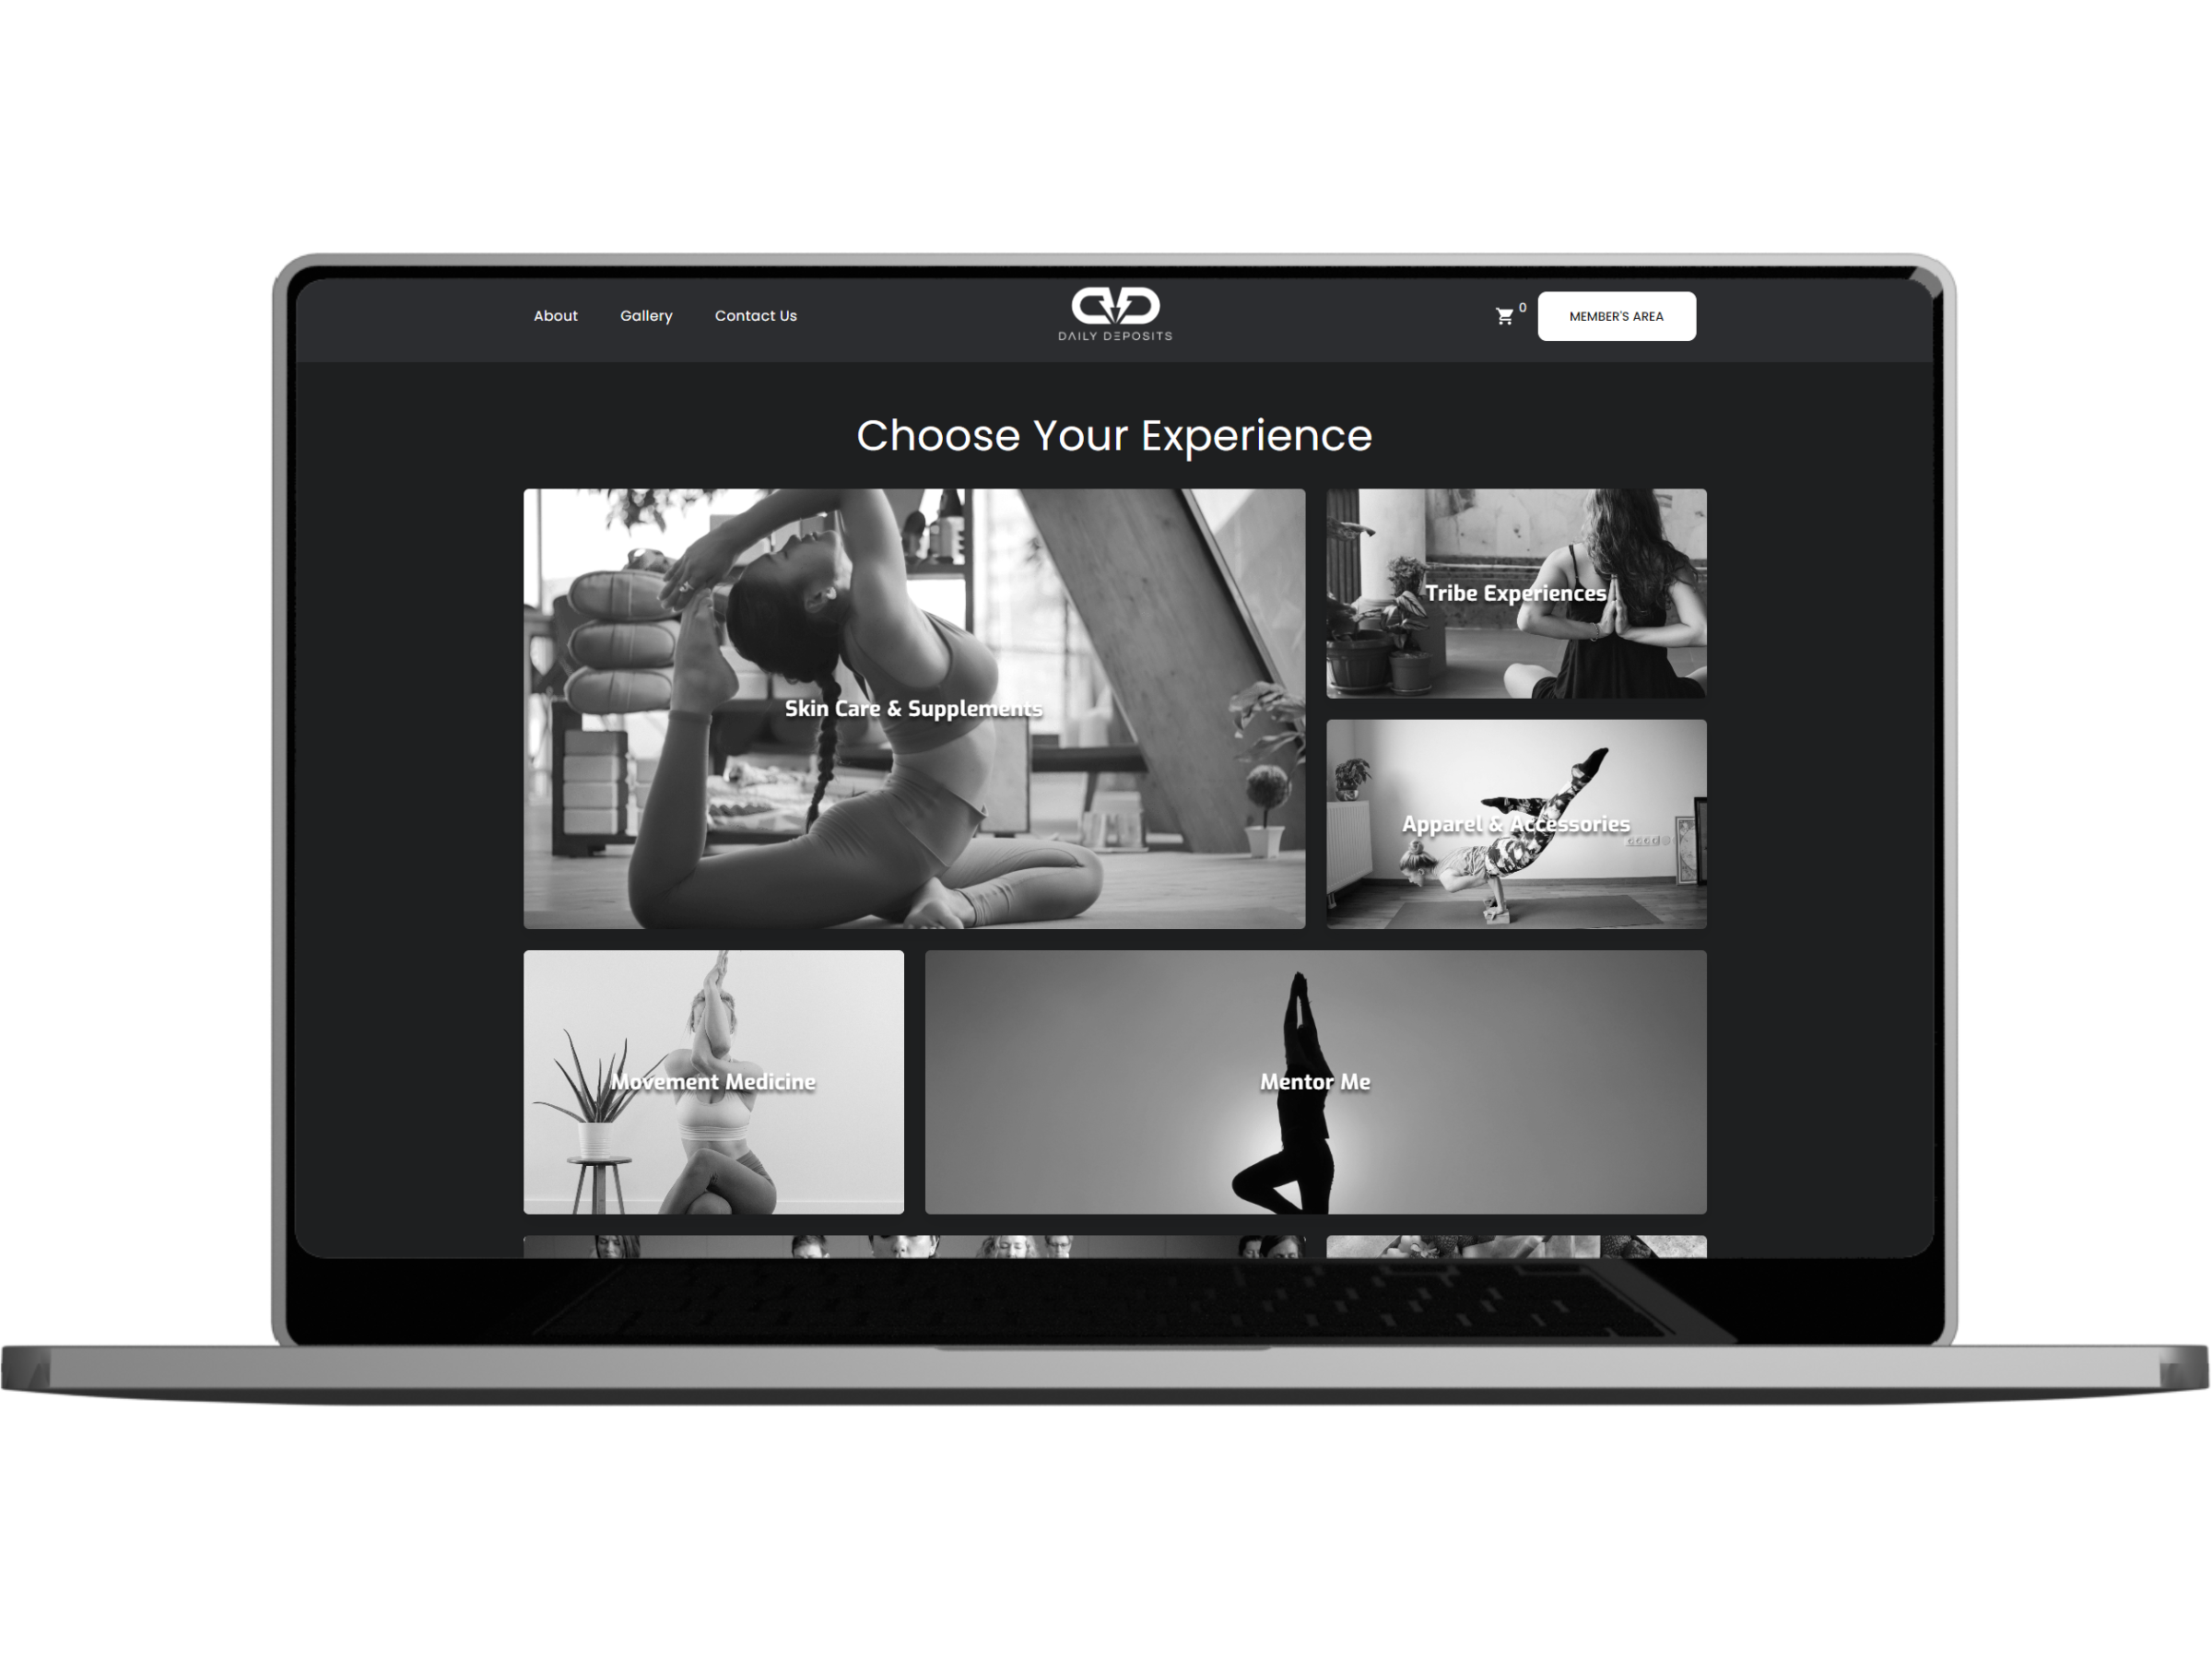 About
Gallery
Contact Us
DAILY DEPOSITS
0
MEMBER'S AREA
Choose Your Experience
Skin Care & Supplements
Tribe Experiences
Apparel & Accessories
Movement Medicine
Mentor Me